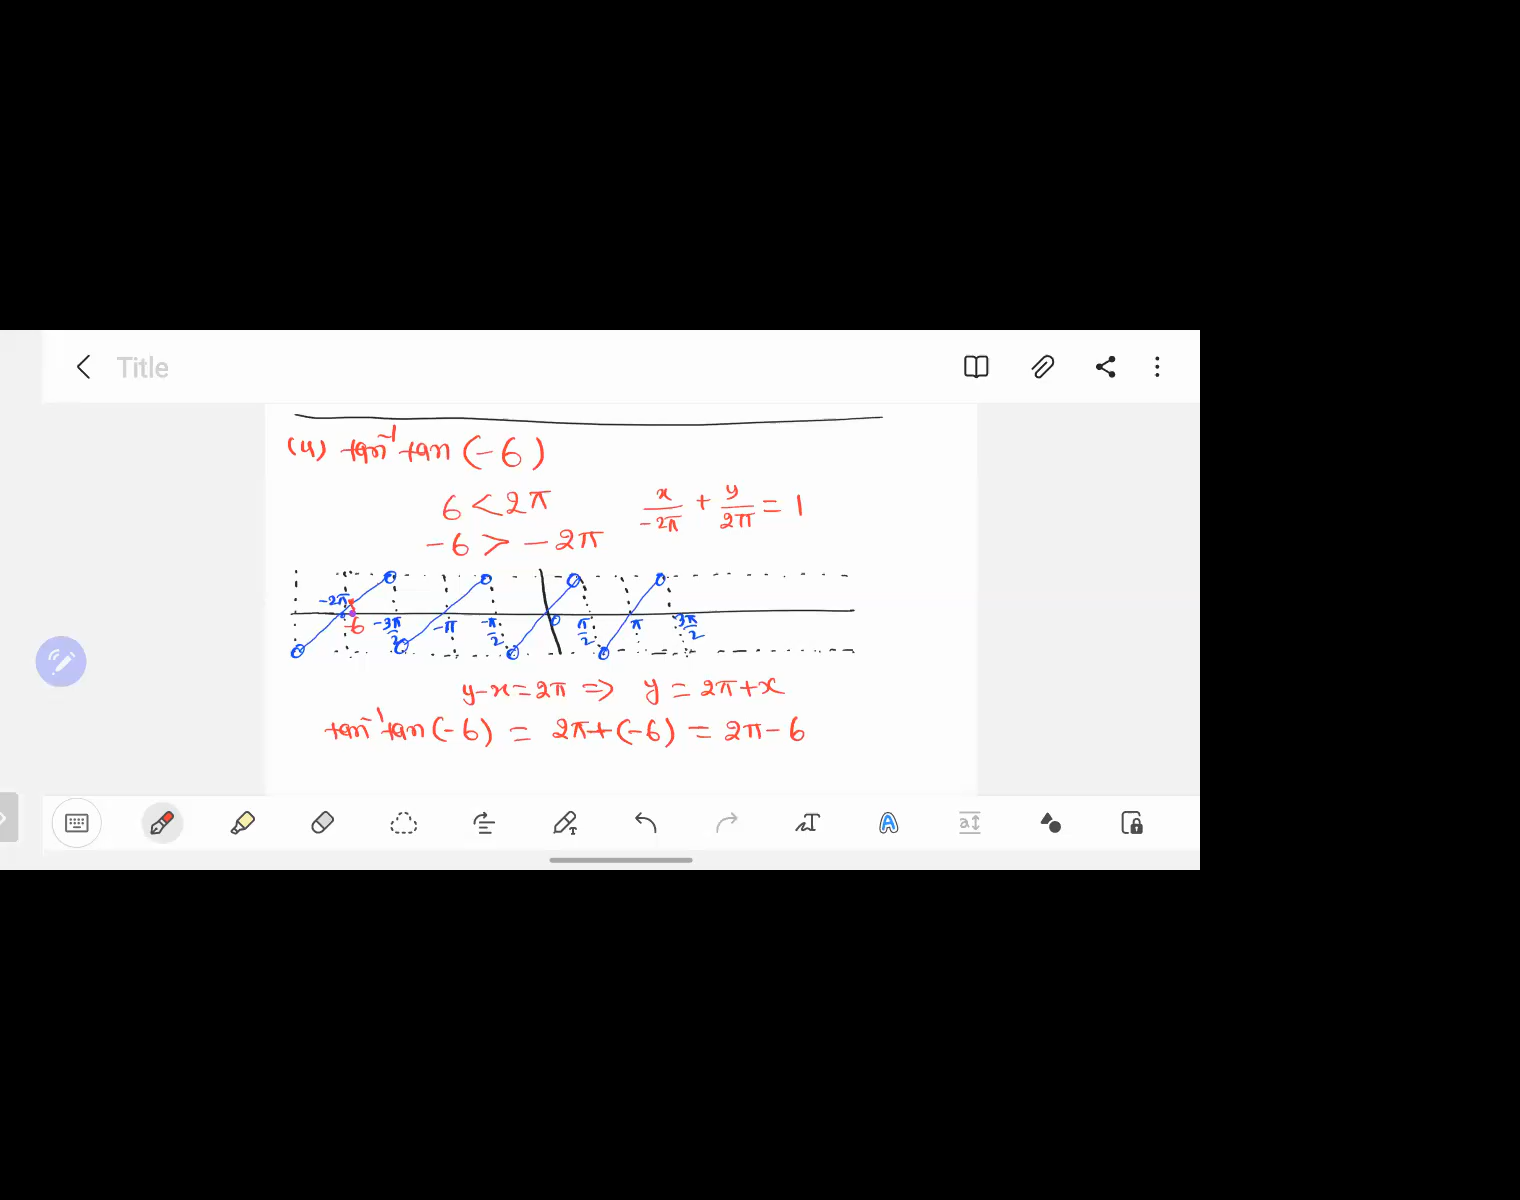 Title
(4) tan⁻¹ tan (-6)
6 < 2π
x/-2π + y/2π = 1
-6 > -2π
-2π -6 -3π/2 -π -π/2 0 π/2 π 3π/2
y-x=2π => y = 2π+x
tan⁻¹ tan (-6) = 2π+(-6) = 2π-6